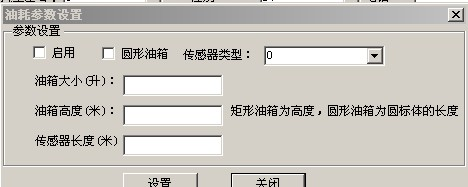 油耗参数设置
参数设置
启用 圆形油箱 传感器类型： 0
油箱大小(升)：
油箱高度(米)： 矩形油箱为高度，圆形油箱为圆标体的长度
传感器长度(米)
设置 关闭